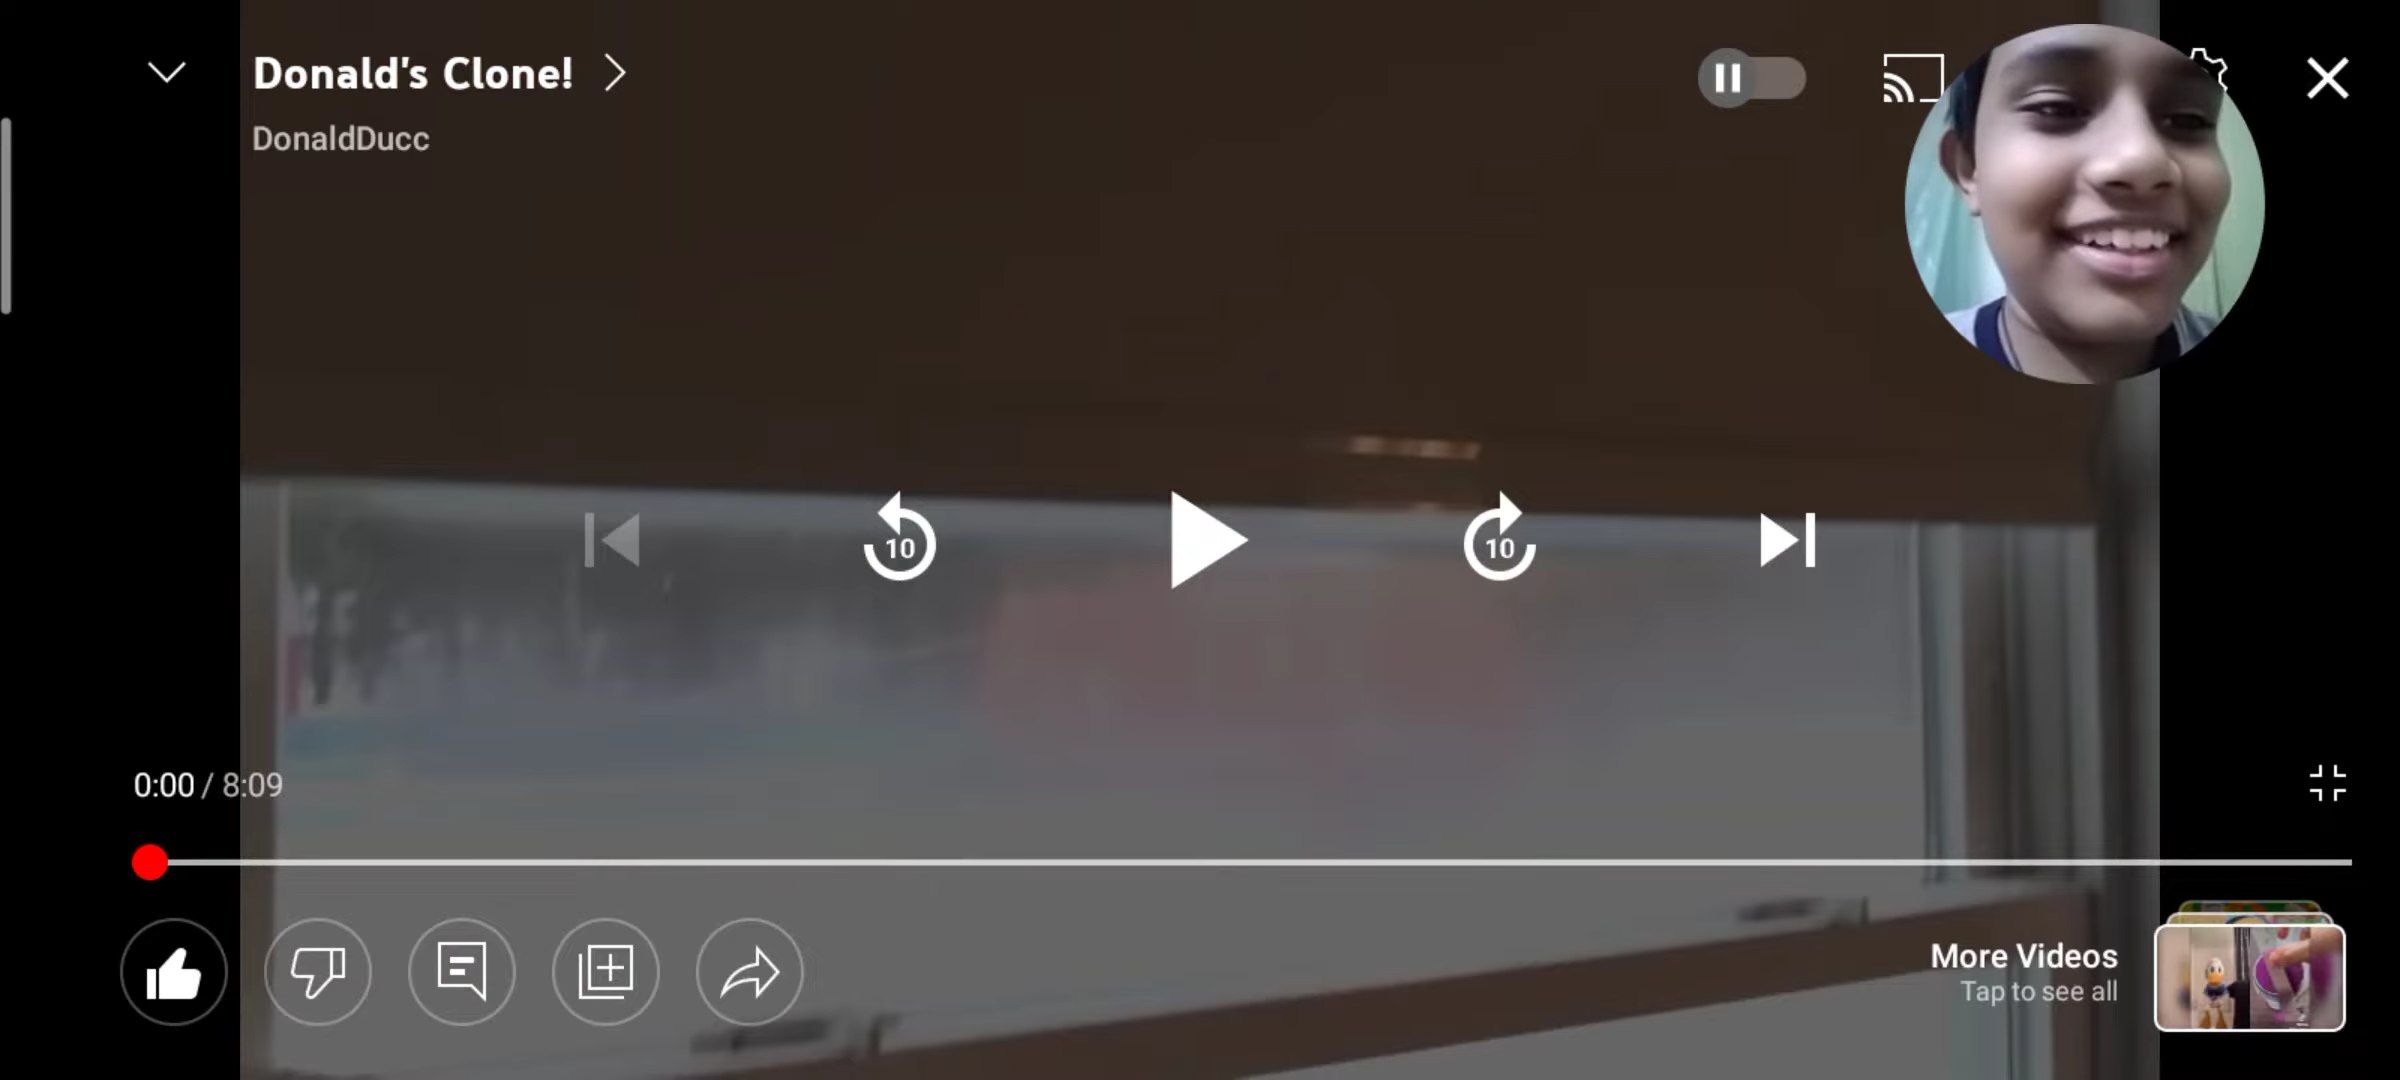 Donald's Clone!
DonaldDucc
10
10
0:00 / 8:09
More Videos
Tap to see all